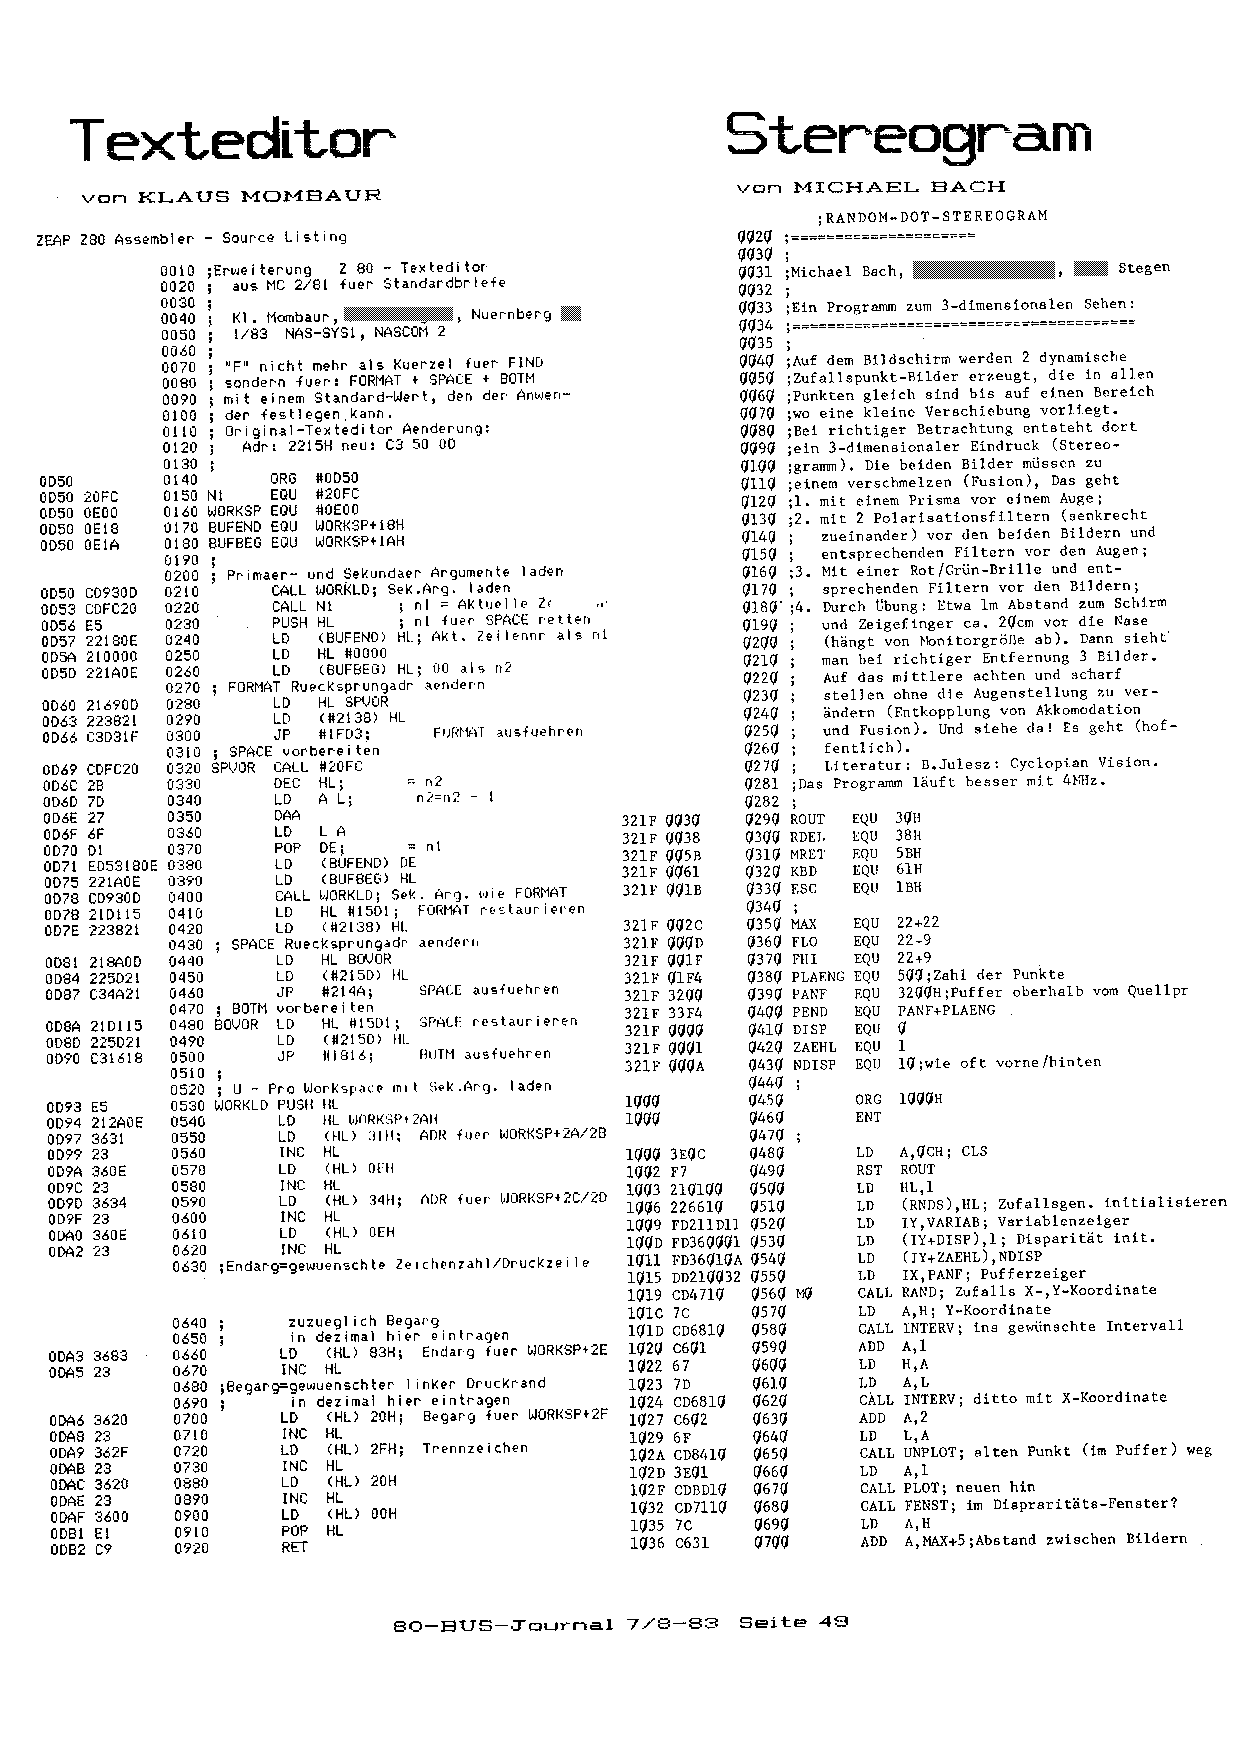 Texteditor
von KLAUS MOMBAUR
ZEAP Z80 Assembler - Source Listing
0010 ;Erweiterung   Z 80 - Texteditor
0020 ;  aus MC 2/81 fuer Standardbriefe
0030 ;
0040 ;  Kl. Mombaur, , Nuernberg
0050 ;  1/83 NAS-SYS1, NASCOM 2
0060 ;
0070 ; "F" nicht mehr als Kuerzel fuer FIND
0080 ; sondern fuer: FORMAT + SPACE + BOTM
0090 ; mit einem Standard-Wert, den der Anwen-
0100 ; der festlegen kann.
0110 ; Original-Texteditor Aenderung:
0120 ;   Adr: 2215H neu: C3 50 0D
0130 ;
0D50 0140 ORG #0D50
0D50 20FC 0150 N1 EQU #20FC
0D50 0E00 0160 WORKSP EQU #0E00
0D50 0E18 0170 BUFEND EQU WORKSP+18H
0D50 0E1A 0180 BUFBEG EQU WORKSP+1AH
0190 ;
0200 ; Primaer- und Sekundaer Argumente laden
0D50 CD930D 0210 CALL WORKLD; Sek.Arg. laden
0D53 CDFC20 0220 CALL N1 ; n1 = Aktuelle
0D56 E5 0230 PUSH HL ; n1 fuer SPACE retten
0D57 22180E 0240 LD (BUFEND) HL; Akt. Zeilennr als n1
0D5A 210000 0250 LD HL #0000
0D5D 221A0E 0260 LD (BUFBEG) HL; 00 als n2
0270 ; FORMAT Ruecksprungadr aendern
0D60 21690D 0280 LD HL SPVOR
0D63 223821 0290 LD (#2138) HL
0D66 C3D31F 0300 JP #1FD3; FORMAT ausfuehren
0310 ; SPACE vorbereiten
0D69 CDFC20 0320 SPVOR CALL #20FC
0D6C 2B 0330 DEC HL; = n2
0D6D 7D 0340 LD A L; n2=n2 - 1
0D6E 27 0350 DAA
0D6F 6F 0360 LD L A
0D70 D1 0370 POP DE; = n1
0D71 ED53180E 0380 LD (BUFEND) DE
0D75 221A0E 0390 LD (BUFBEG) HL
0D78 CD930D 0400 CALL WORKLD; Sek. Arg. wie FORMAT
0D7B 21D115 0410 LD HL #15D1; FORMAT restaurieren
0D7E 223821 0420 LD (#2138) HL
0430 ; SPACE Ruecksprungadr aendern
0D81 218A0D 0440 LD HL BOVOR
0D84 225D21 0450 LD (#215D) HL
0D87 C34A21 0460 JP #214A; SPACE ausfuehren
0470 ; BOTM vorbereiten
0D8A 21D115 0480 BOVOR LD HL #15D1; SPACE restaurieren
0D8D 225D21 0490 LD (#215D) HL
0D90 C31618 0500 JP #1816; BOTM ausfuehren
0510 ;
0520 ; U - Pro Workspace mit Sek.Arg. laden
0D93 E5 0530 WORKLD PUSH HL
0D94 212A0E 0540 LD HL WORKSP+2AH
0D97 3631 0550 LD (HL) 31H; ADR fuer WORKSP+2A/2B
0D99 23 0560 INC HL
0D9A 360E 0570 LD (HL) 0EH
0D9C 23 0580 INC HL
0D9D 3634 0590 LD (HL) 34H; ADR fuer WORKSP+2C/2D
0D9F 23 0600 INC HL
0DA0 360E 0610 LD (HL) 0EH
0DA2 23 0620 INC HL
0630 ;Endarg=gewuenschte Zeichenzahl/Druckzeile
0640 ; zuzueglich Begarg
0650 ; in dezimal hier eintragen
0DA3 3683 0660 LD (HL) 83H; Endarg fuer WORKSP+2E
0DA5 23 0670 INC HL
0680 ;Begarg=gewuenschter linker Druckrand
0690 ; in dezimal hier eintragen
0DA6 3620 0700 LD (HL) 20H; Begarg fuer WORKSP+2F
0DA8 23 0710 INC HL
0DA9 362F 0720 LD (HL) 2FH; Trennzeichen
0DAB 23 0730 INC HL
0DAC 3620 0880 LD (HL) 20H
0DAE 23 0890 INC HL
0DAF 3600 0900 LD (HL) 00H
0DB1 E1 0910 POP HL
0DB2 C9 0920 RET
Stereogram
von MICHAEL BACH
;RANDOM-DOT-STEREOGRAM
0020 ;=====================
0030 ;
0031 ;Michael Bach, , Stegen
0032 ;
0033 ;Ein Programm zum 3-dimensionalen Sehen:
0034 ;=======================================
0035 ;
0040 ;Auf dem Bildschirm werden 2 dynamische
0050 ;Zufallspunkt-Bilder erzeugt, die in allen
0060 ;Punkten gleich sind bis auf einen Bereich
0070 ;wo eine kleine Verschiebung vorliegt.
0080 ;Bei richtiger Betrachtung entsteht dort
0090 ;ein 3-dimensionaler Eindruck (Stereo-
0100 ;gramm). Die beiden Bilder müssen zu
0110 ;einem verschmelzen (Fusion), Das geht
0120 ;1. mit einem Prisma vor einem Auge;
0130 ;2. mit 2 Polarisationsfiltern (senkrecht
0140 ;   zueinander) vor den beiden Bildern und
0150 ;   entsprechenden Filtern vor den Augen;
0160 ;3. Mit einer Rot/Grün-Brille und ent-
0170 ;   sprechenden Filtern vor den Bildern;
0180 ;4. Durch Übung: Etwa 1m Abstand zum Schirm
0190 ;   und Zeigefinger ca. 20cm vor die Nase
0200 ;   (hängt von Monitorgröße ab). Dann sieht
0210 ;   man bei richtiger Entfernung 3 Bilder.
0220 ;   Auf das mittlere achten und scharf
0230 ;   stellen ohne die Augenstellung zu ver-
0240 ;   ändern (Entkopplung von Akkomodation
0250 ;   und Fusion). Und siehe da! Es geht (hof-
0260 ;   fentlich).
0270 ;   Literatur: B.Julesz: Cyclopian Vision.
0281 ;Das Programm läuft besser mit 4MHz.
0282 ;
321F 0030 0290 ROUT EQU 30H
321F 0038 0300 RDEL EQU 38H
321F 005B 0310 MRET EQU 5BH
321F 0061 0320 KBD EQU 61H
321F 001B 0330 ESC EQU 1BH
0340 ;
321F 002C 0350 MAX EQU 22+22
321F 000D 0360 FLO EQU 22-9
321F 001F 0370 FHI EQU 22+9
321F 01F4 0380 PLAENG EQU 500;Zahl der Punkte
321F 3200 0390 PANF EQU 3200H;Puffer oberhalb vom Quellpr
321F 33F4 0400 PEND EQU PANF+PLAENG
321F 0000 0410 DISP EQU 0
321F 0001 0420 ZAEHL EQU 1
321F 000A 0430 NDISP EQU 10;wie oft vorne/hinten
0440 ;
1000 0450 ORG 1000H
1000 0460 ENT
0470 ;
1000 3E0C 0480 LD A,0CH; CLS
1002 F7 0490 RST ROUT
1003 210100 0500 LD HL,1
1006 226610 0510 LD (RNDS),HL; Zufallsgen. initialisieren
1009 FD211D11 0520 LD IY,VARIAB; Variablenzeiger
100D FD360001 0530 LD (IY+DISP),1; Disparität init.
1011 FD36010A 0540 LD (IY+ZAEHL),NDISP
1015 DD210032 0550 LD IX,PANF; Pufferzeiger
1019 CD4710 0560 M0 CALL RAND; Zufalls X-,Y-Koordinate
101C 7C 0570 LD A,H; Y-Koordinate
101D CD6810 0580 CALL INTERV; ins gewünschte Intervall
1020 C601 0590 ADD A,1
1022 67 0600 LD H,A
1023 7D 0610 LD A,L
1024 CD6810 0620 CALL INTERV; ditto mit X-Koordinate
1027 C602 0630 ADD A,2
1029 6F 0640 LD L,A
102A CD8410 0650 CALL UNPLOT; alten Punkt (im Puffer) weg
102D 3E01 0660 LD A,1
102F CDBD10 0670 CALL PLOT; neuen hin
1032 CD7110 0680 CALL FENST; im Dispraritäts-Fenster?
1035 7C 0690 LD A,H
1036 C631 0700 ADD A,MAX+5;Abstand zwischen Bildern
80-BUS-Journal 7/8-83 Seite 49